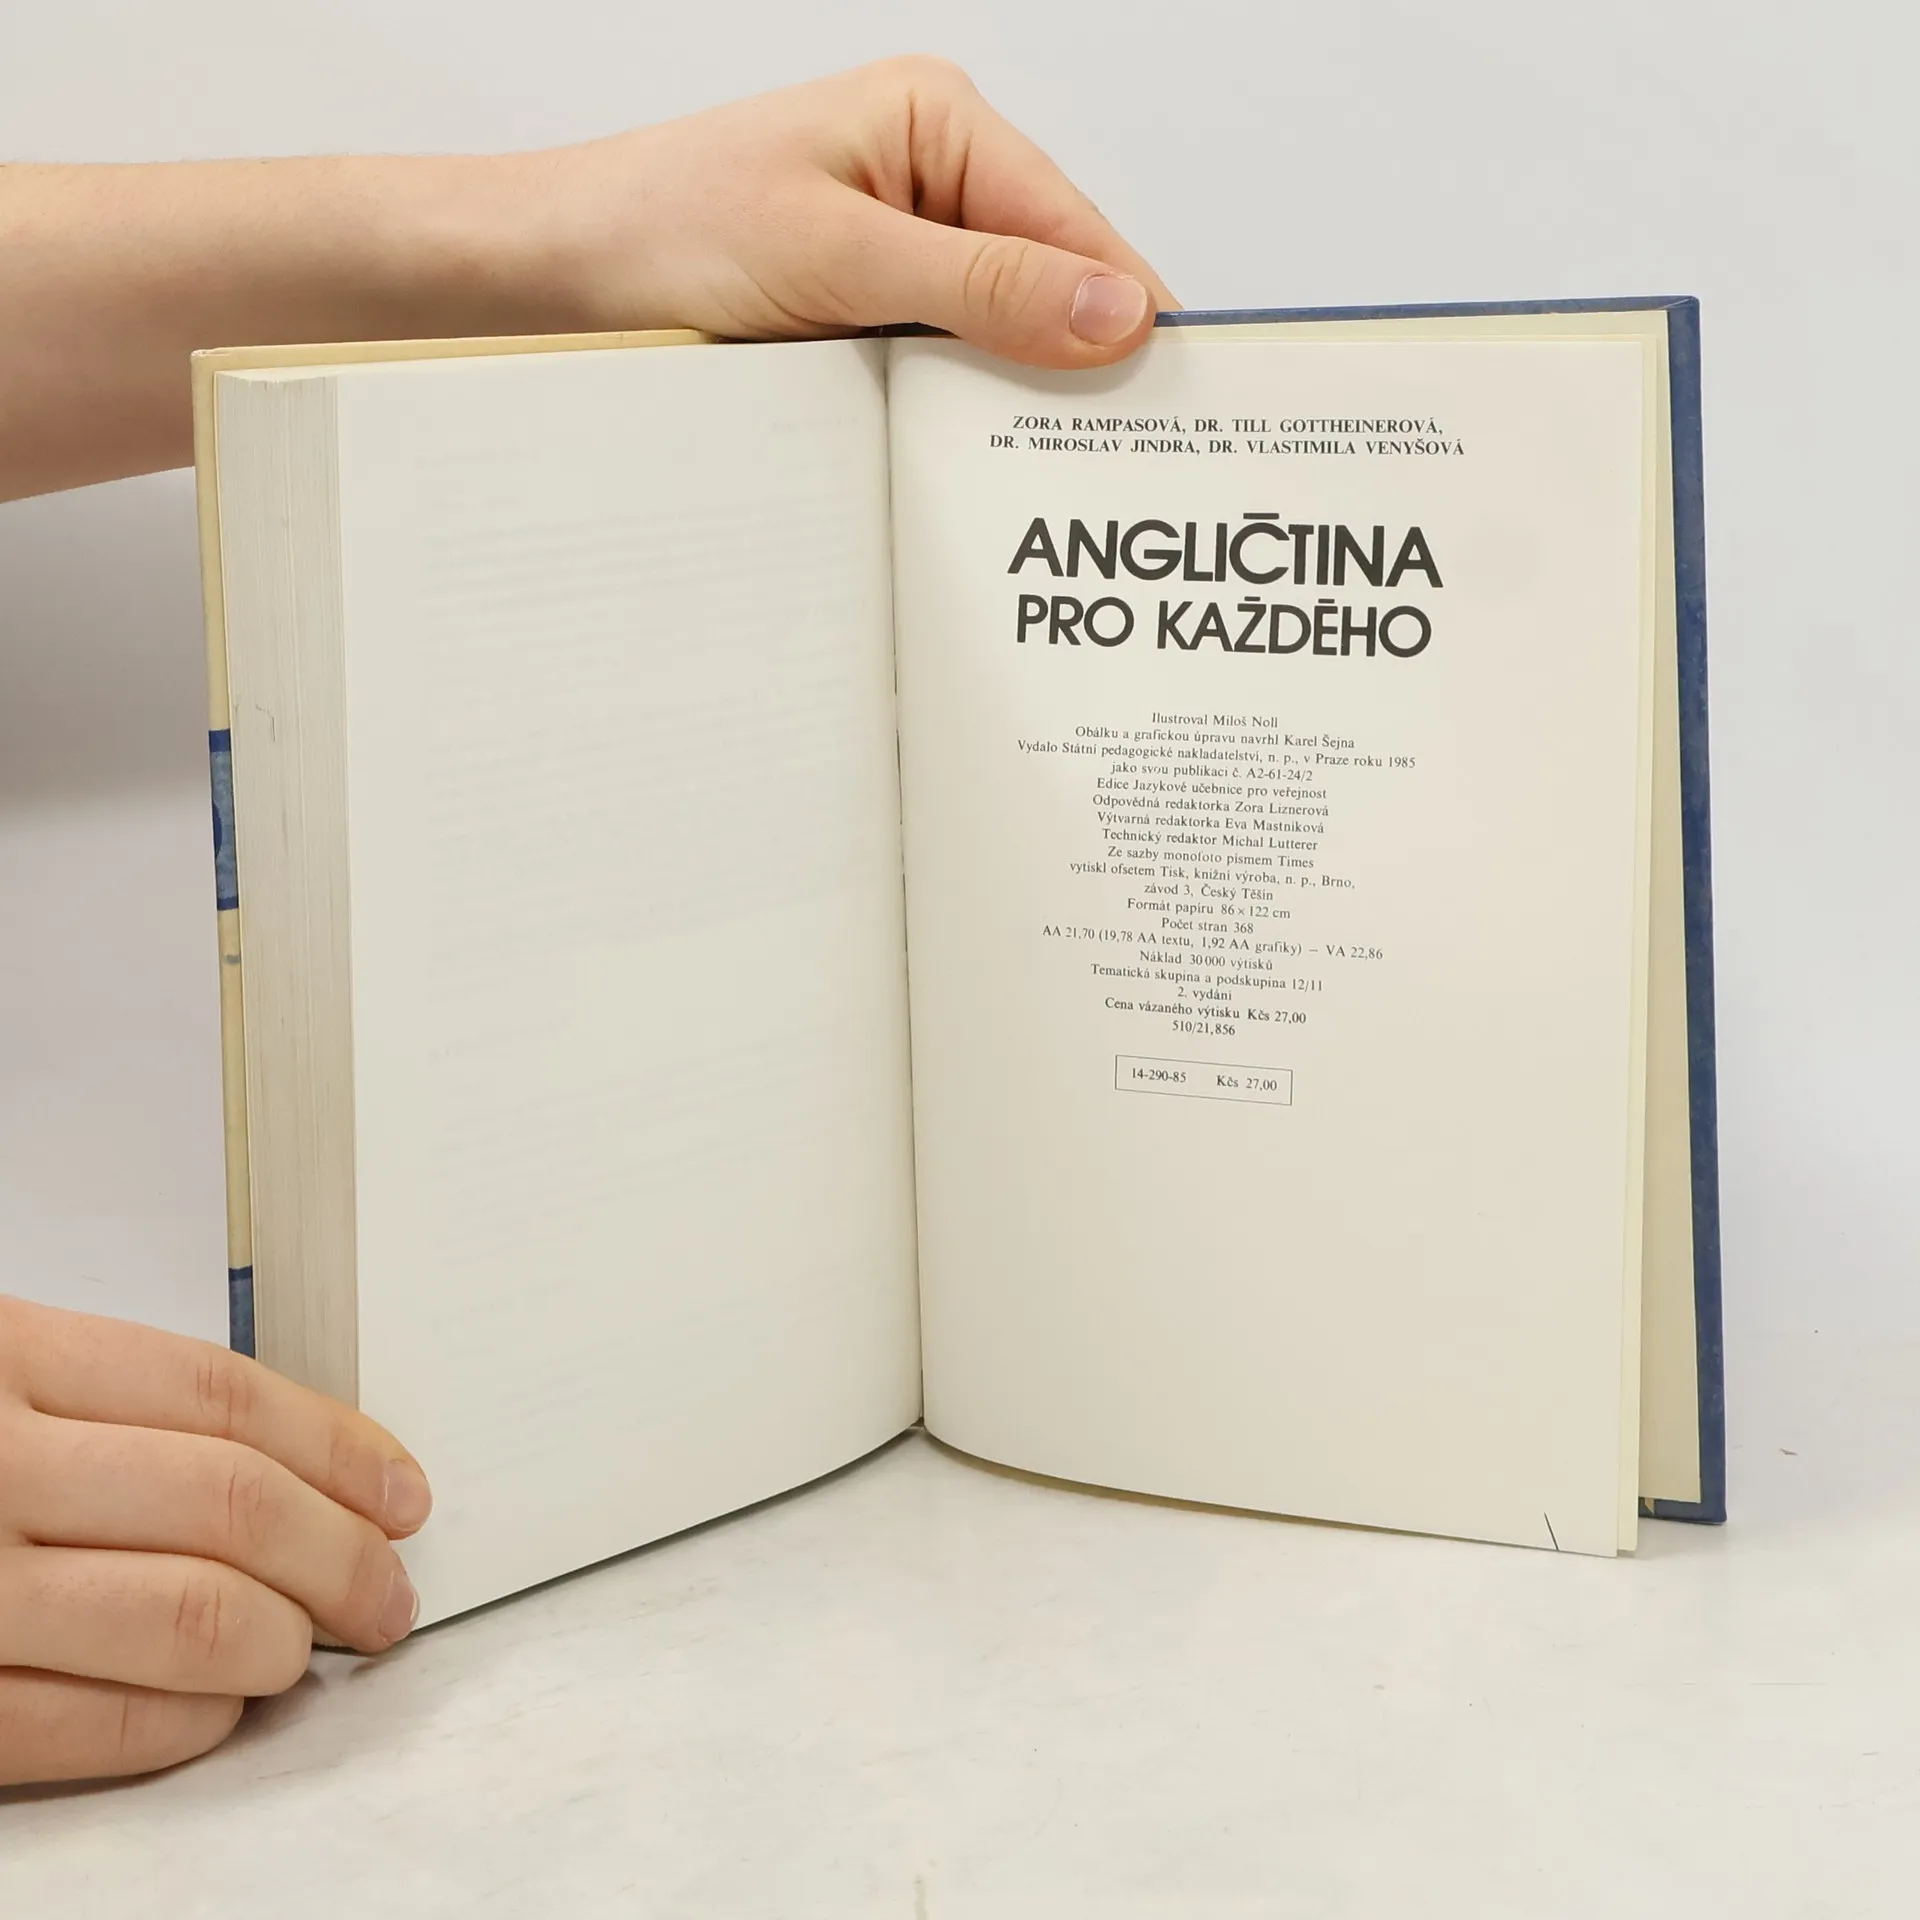 ZORA RAMPASOVÁ, DR. TILL GOTTHEINEROVÁ,
DR. MIROSLAV JINDRA, DR. VLASTIMILA VENYŠOVÁ
ANGLIČTINA
PRO KAŽDÉHO
Ilustroval Miloš Noll
Obálku a grafickou úpravu navrhl Karel Šejna
Vydalo Státní pedagogické nakladatelství, n. p., v Praze roku 1985
jako svou publikaci č. A2-61-24/2
Edice Jazykové učebnice pro veřejnost
Odpovědná redaktorka Zora Liznerová
Výtvarná redaktorka Eva Mastníková
Technický redaktor Michal Lutterer
Ze sazby monofoto písmem Times
vytiskl ofsetem Tisk, knižní výroba, n. p., Brno,
závod 3, Český Těšín
Formát papíru 86 × 122 cm
Počet stran 368
AA 21,70 (19,78 AA textu, 1,92 AA grafiky) – VA 22,86
Náklad 30 000 výtisků
Tematická skupina a podskupina 12/11
2. vydání
Cena vázaného výtisku Kčs 27,00
510/21,856
14-290-85 Kčs 27,00